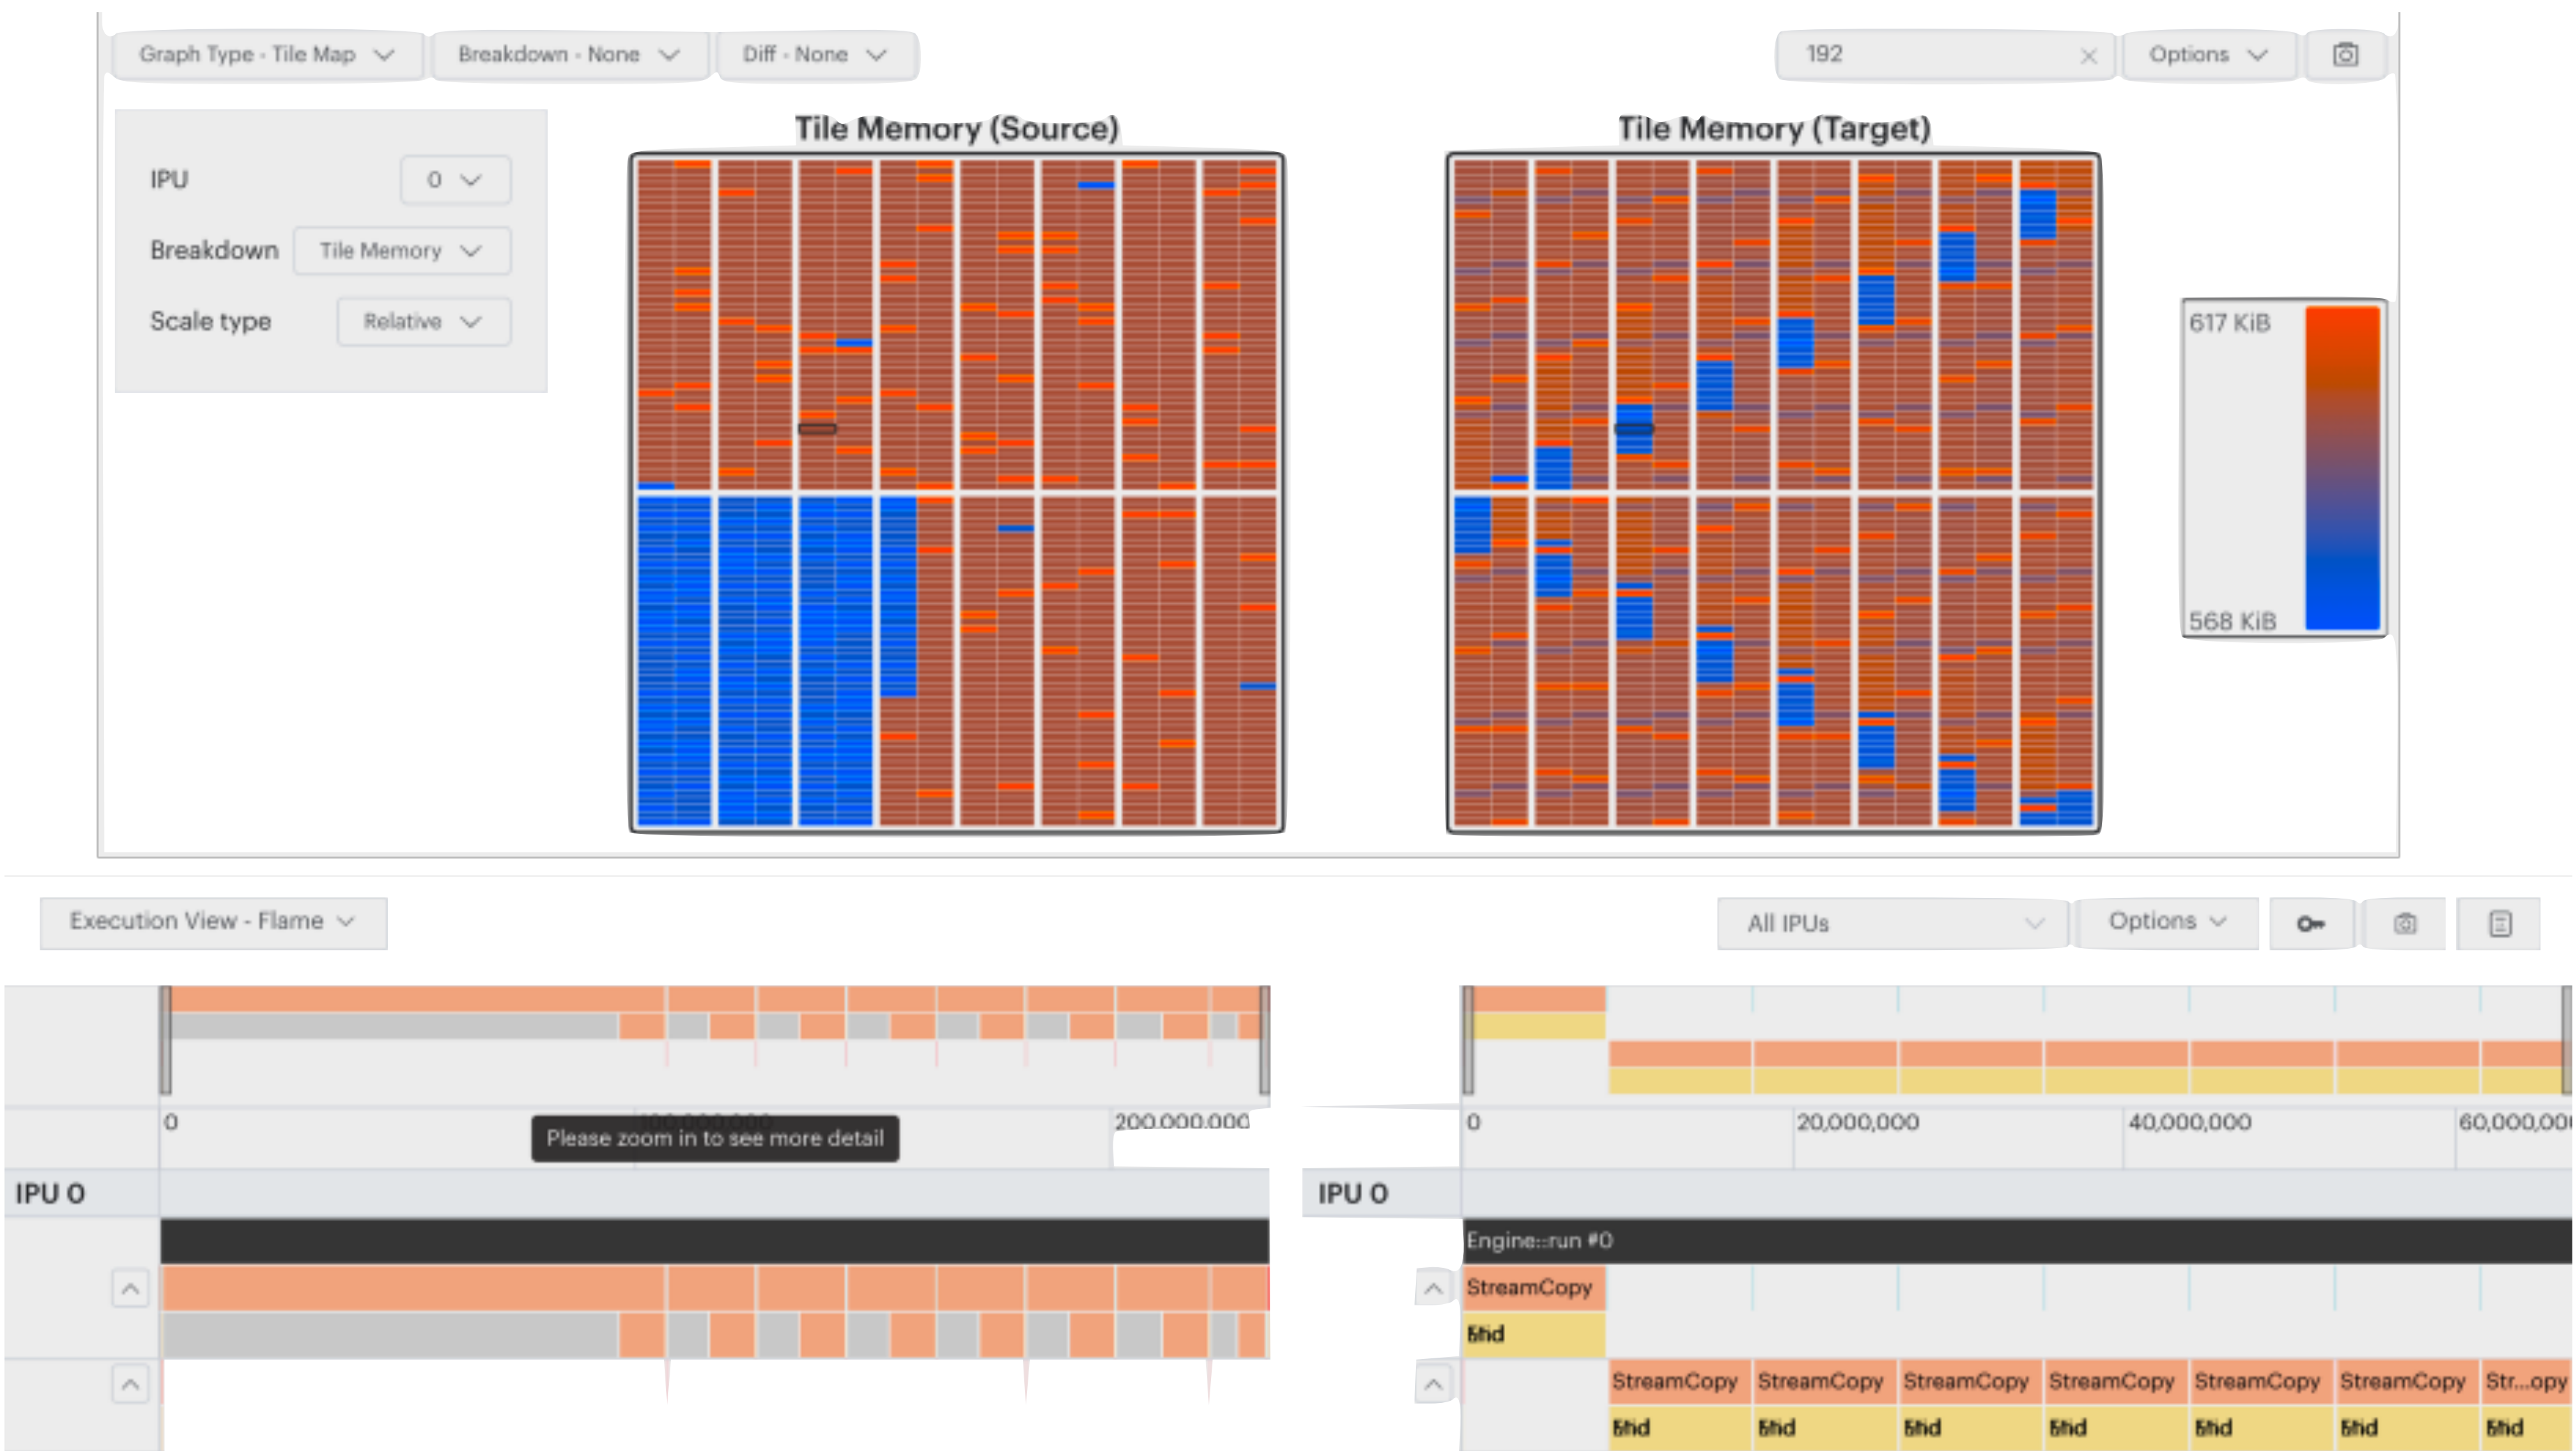 Graph Type - Tile Map
Breakdown - None
Diff - None
192
Options
Tile Memory (Source)
Tile Memory (Target)
IPU 0
Breakdown Tile Memory
Scale type Relative
617 KiB
568 KiB
Execution View - Flame
All IPUs
Options
0
200,000,000
Please zoom in to see more detail
0 20,000,000 40,000,000
IPU 0
IPU 0
Engine::run #0
StreamCopy
StreamCopy StreamCopy StreamCopy StreamCopy StreamCopy StreamCopy Str...opy